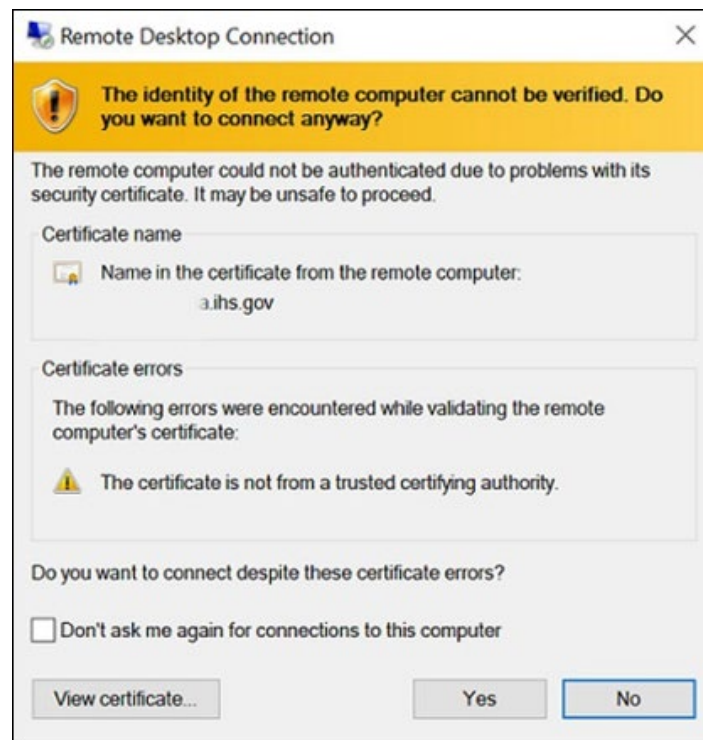 Remote Desktop Connection
The identity of the remote computer cannot be verified. Do
you want to connect anyway?
The remote computer could not be authenticated due to problems with its
security certificate. It may be unsafe to proceed.
Certificate name
Name in the certificate from the remote computer:
a.ihs.gov
Certificate errors
The following errors were encountered while validating the remote
computer's certificate:
The certificate is not from a trusted certifying authority.
Do you want to connect despite these certificate errors?
Don't ask me again for connections to this computer
View certificate...
Yes
No